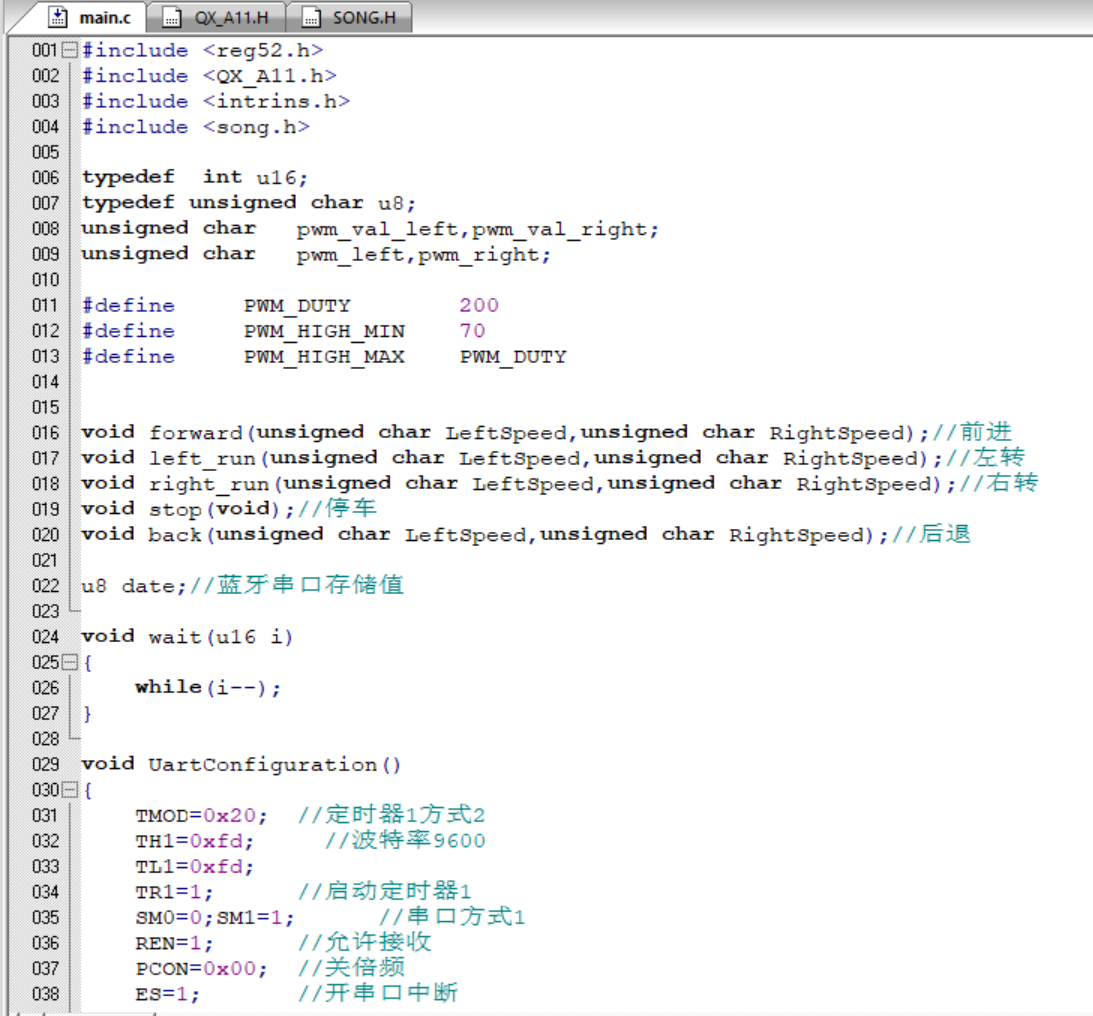 main.c QX_A11.H SONG.H
001 #include <reg52.h>
002 #include <QX_A11.h>
003 #include <intrins.h>
004 #include <song.h>
005
006 typedef  int u16;
007 typedef unsigned char u8;
008 unsigned char   pwm_val_left,pwm_val_right;
009 unsigned char   pwm_left,pwm_right;
010
011 #define     PWM_DUTY        200
012 #define     PWM_HIGH_MIN    70
013 #define     PWM_HIGH_MAX    PWM_DUTY
014
015
016 void forward(unsigned char LeftSpeed,unsigned char RightSpeed);//前进
017 void left_run(unsigned char LeftSpeed,unsigned char RightSpeed);//左转
018 void right_run(unsigned char LeftSpeed,unsigned char RightSpeed);//右转
019 void stop(void);//停车
020 void back(unsigned char LeftSpeed,unsigned char RightSpeed);//后退
021
022 u8 date;//蓝牙串口存储值
023
024 void wait(u16 i)
025 {
026     while(i--);
027 }
028
029 void UartConfiguration()
030 {
031     TMOD=0x20;  //定时器1方式2
032     TH1=0xfd;     //波特率9600
033     TL1=0xfd;
034     TR1=1;      //启动定时器1
035     SM0=0;SM1=1;      //串口方式1
036     REN=1;      //允许接收
037     PCON=0x00;  //关倍频
038     ES=1;       //开串口中断